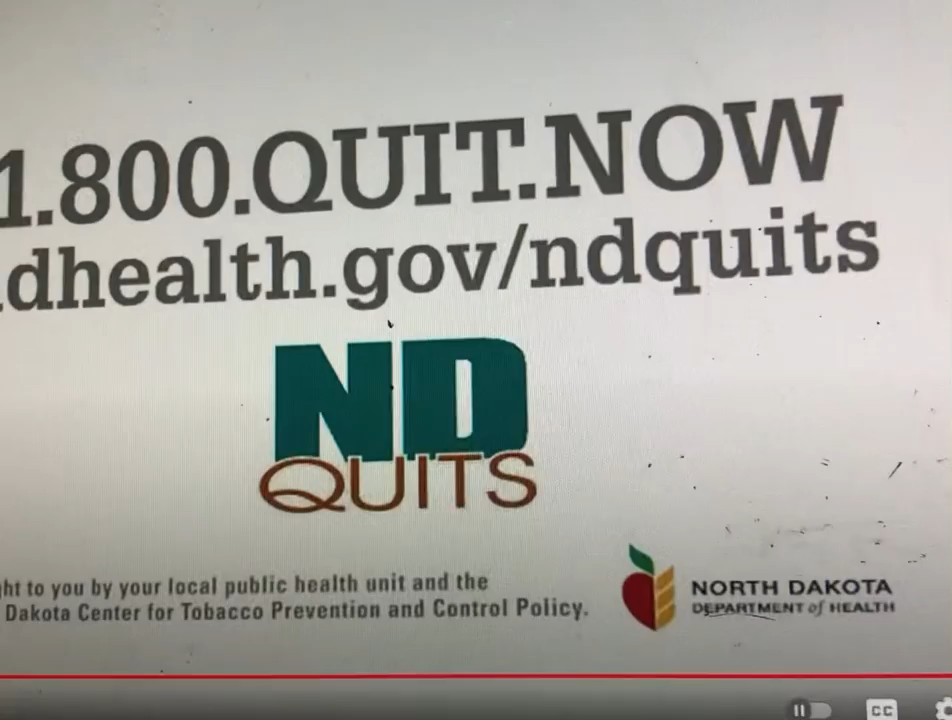 1.800.QUIT.NOW
dhealth.gov/ndquits
ND
QUITS
ht to you by your local public health unit and the
Dakota Center for Tobacco Prevention and Control Policy.
NORTH DAKOTA
DEPARTMENT of HEALTH
CC